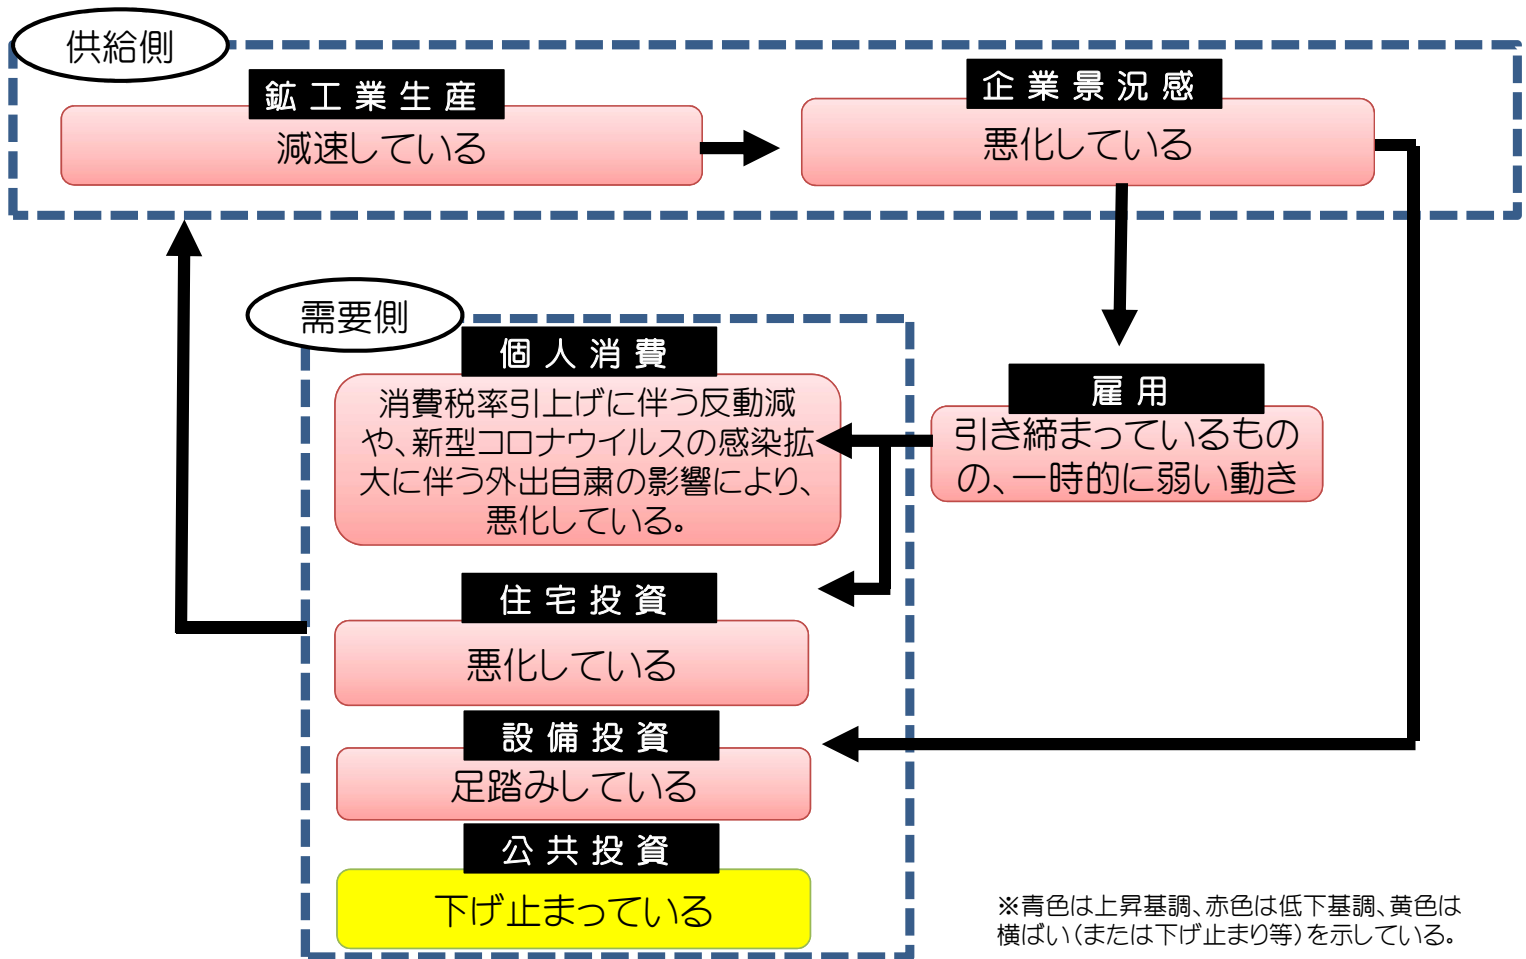 供給側
鉱工業生産
減速している
企業景況感
悪化している
需要側
個人消費
消費税率引上げに伴う反動減
や、新型コロナウイルスの感染拡
大に伴う外出自粛の影響により、
悪化している。
雇用
引き締まっているもの
の、一時的に弱い動き
住宅投資
悪化している
設備投資
足踏みしている
公共投資
下げ止まっている
※青色は上昇基調、赤色は低下基調、黄色は
横ばい(または下げ止まり等)を示している。